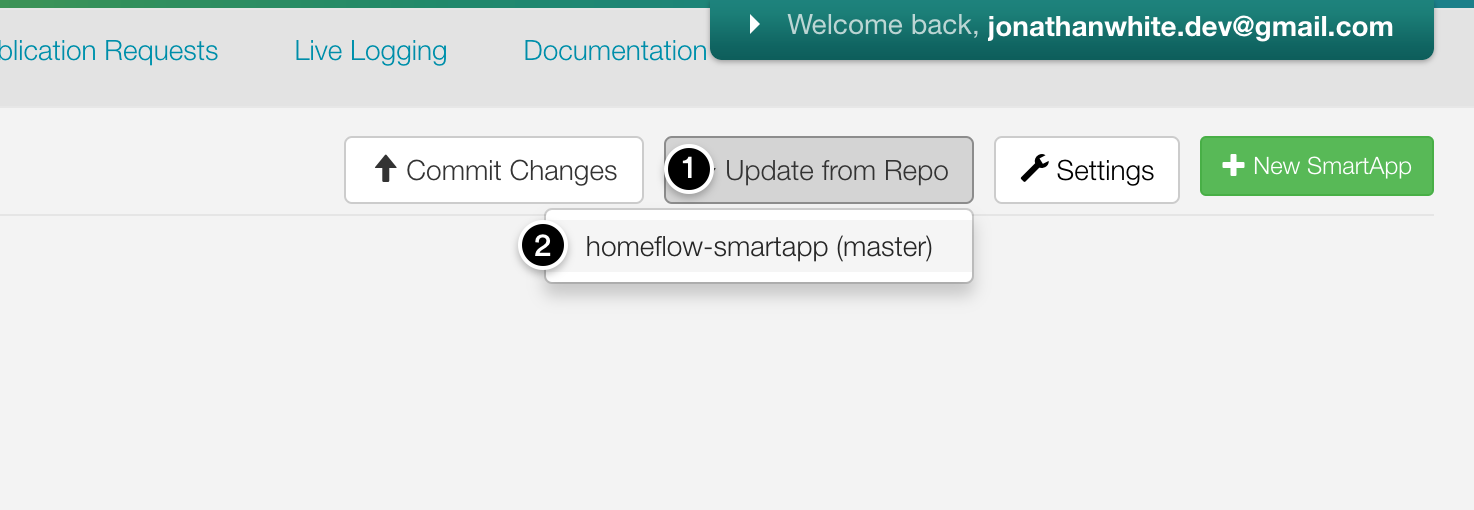 Welcome back, jonathanwhite.dev@gmail.com
blication Requests Live Logging Documentation
Commit Changes 1 Update from Repo Settings New SmartApp
2 homeflow-smartapp (master)